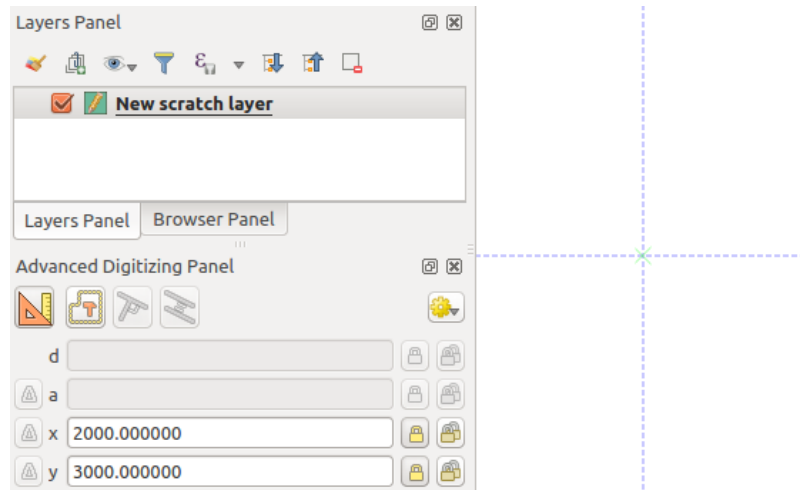 Layers Panel
ε
New scratch layer
Layers Panel Browser Panel
Advanced Digitizing Panel
d
a
x 2000.000000
y 3000.000000